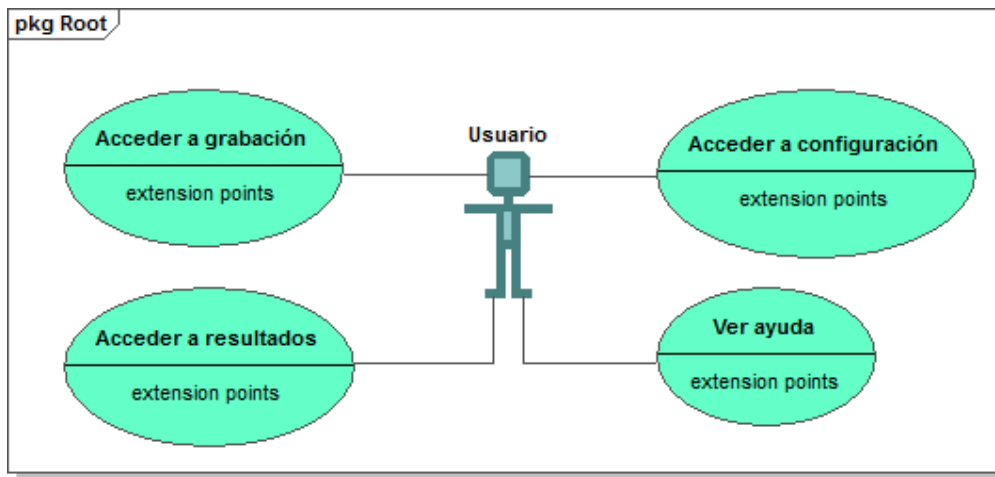 pkg Root
Acceder a grabación
extension points
Usuario
Acceder a configuración
extension points
Acceder a resultados
extension points
Ver ayuda
extension points